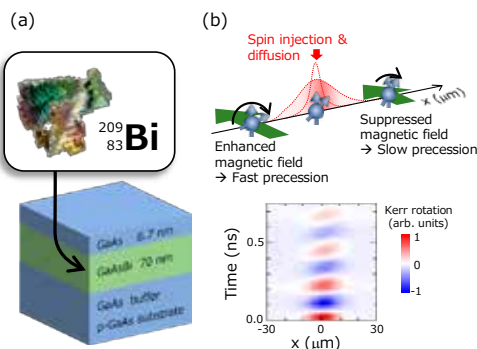 (a)
209
83 Bi
GaAs 6.7 nm
GaAsBi 70 nm
GaAs buffer
p-GaAs substrate
(b)
Spin injection &
diffusion
x (μm)
Enhanced
magnetic field
→ Fast precession
Suppressed
magnetic field
→ Slow precession
Kerr rotation
(arb. units)
1
0
-1
Time (ns)
0.5
0.0
-30
0
30
x (μm)